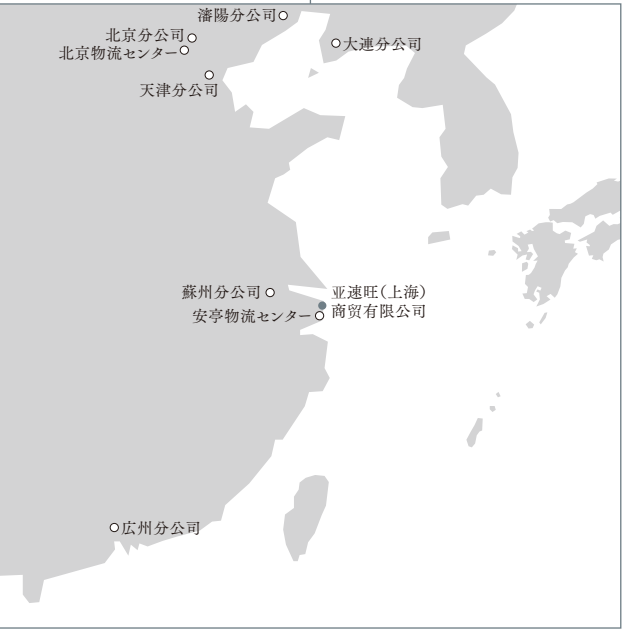 瀋陽分公司
北京分公司
大連分公司
北京物流センター
天津分公司
蘇州分公司
亚速旺(上海)
商贸有限公司
安亭物流センター
広州分公司